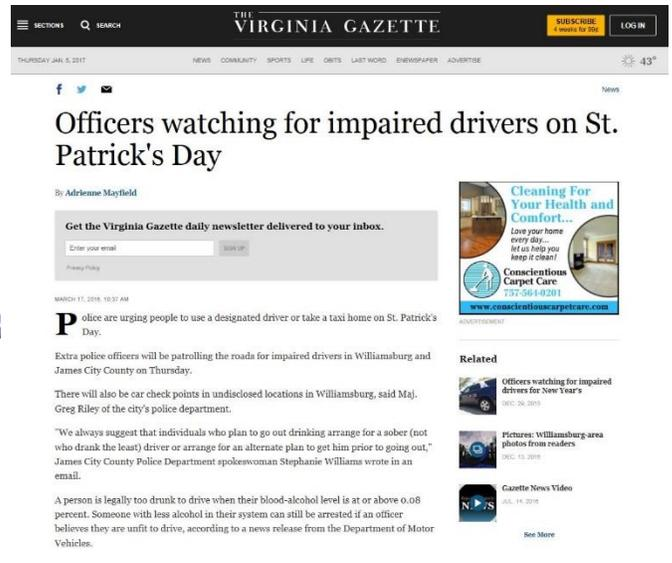 SECTIONS
SEARCH
THE
VIRGINIA GAZETTE
SUBSCRIBE
4 weeks for 99¢
LOG IN
THURSDAY JAN. 5, 2017
NEWS COMMUNITY SPORTS LIFE OBITS LAST WORD ENEWSPAPER ADVERTISE
43°
News
Officers watching for impaired drivers on St.
Patrick's Day
By Adrienne Mayfield
Get the Virginia Gazette daily newsletter delivered to your inbox.
Enter your email
SIGN UP
Privacy Policy
MARCH 17, 2016, 10:37 AM
Police are urging people to use a designated driver or take a taxi home on St. Patrick's
Day.
Extra police officers will be patrolling the roads for impaired drivers in Williamsburg and
James City County on Thursday.
There will also be car check points in undisclosed locations in Williamsburg, said Maj.
Greg Riley of the city's police department.
"We always suggest that individuals who plan to go out drinking arrange for a sober (not
who drank the least) driver or arrange for an alternate plan to get him prior to going out,"
James City County Police Department spokeswoman Stephanie Williams wrote in an
email.
A person is legally too drunk to drive when their blood-alcohol level is at or above 0.08
percent. Someone with less alcohol in their system can still be arrested if an officer
believes they are unfit to drive, according to a news release from the Department of Motor
Vehicles.
Cleaning For
Your Health and
Comfort...
Love your home
every day...
let us help you
keep it clean!
Conscientious
Carpet Care
757-564-0201
www.conscientiouscarpetcare.com
ADVERTISEMENT
Related
Officers watching for impaired
drivers for New Year's
DEC. 29, 2015
Pictures: Williamsburg-area
photos from readers
DEC. 13, 2016
Gazette News Video
JUL. 14, 2016
See More